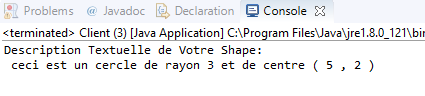 Problems @ Javadoc Declaration Console
<terminated> Client (3) [Java Application] C:\Program Files\Java\jre1.8.0_121\bin
Description Textuelle de Votre Shape:
ceci est un cercle de rayon 3 et de centre ( 5 , 2 )